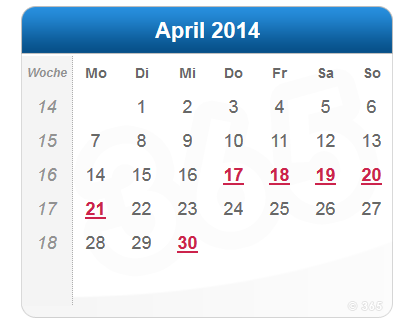 April 2014
Woche Mo Di Mi Do Fr Sa So
14 1 2 3 4 5 6
15 7 8 9 10 11 12 13
16 14 15 16 17 18 19 20
17 21 22 23 24 25 26 27
18 28 29 30
© 365